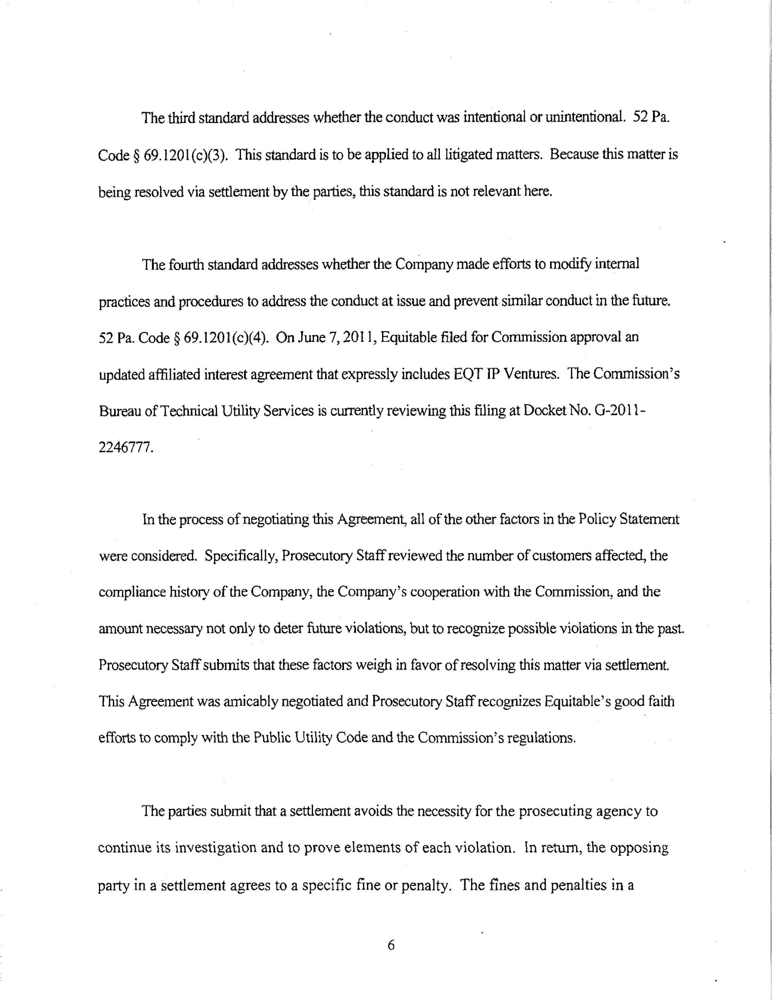 The third standard addresses whether the conduct was intentional or unintentional. 52 Pa.
Code § 69.1201(c)(3). This standard is to be applied to all litigated matters. Because this matter is
being resolved via settlement by the parties, this standard is not relevant here.
The fourth standard addresses whether the Company made efforts to modify internal
practices and procedures to address the conduct at issue and prevent similar conduct in the future.
52 Pa. Code § 69.1201(c)(4). On June 7, 2011, Equitable filed for Commission approval an
updated affiliated interest agreement that expressly includes EQT IP Ventures. The Commission's
Bureau of Technical Utility Services is currently reviewing this filing at Docket No. G-2011-
2246777.
In the process of negotiating this Agreement, all of the other factors in the Policy Statement
were considered. Specifically, Prosecutory Staff reviewed the number of customers affected, the
compliance history of the Company, the Company's cooperation with the Commission, and the
amount necessary not only to deter future violations, but to recognize possible violations in the past.
Prosecutory Staff submits that these factors weigh in favor of resolving this matter via settlement.
This Agreement was amicably negotiated and Prosecutory Staff recognizes Equitable's good faith
efforts to comply with the Public Utility Code and the Commission's regulations.
The parties submit that a settlement avoids the necessity for the prosecuting agency to
continue its investigation and to prove elements of each violation. In return, the opposing
party in a settlement agrees to a specific fine or penalty. The fines and penalties in a
6